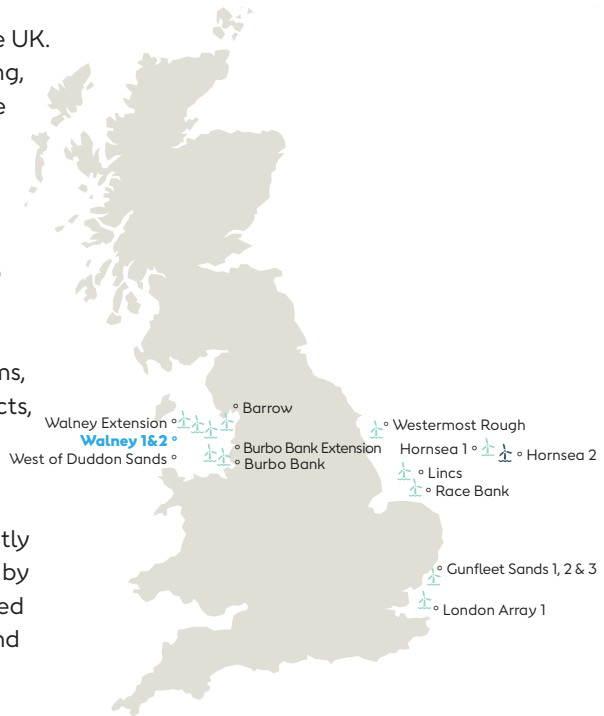 e UK.
ng,
e
ns,
cts,
Barrow
Walney Extension
Walney 1&2
West of Duddon Sands
Burbo Bank Extension
Burbo Bank
Westermost Rough
Hornsea 1
Hornsea 2
Lincs
Race Bank
tly
by
ed
nd
Gunfleet Sands 1, 2 & 3
London Array 1